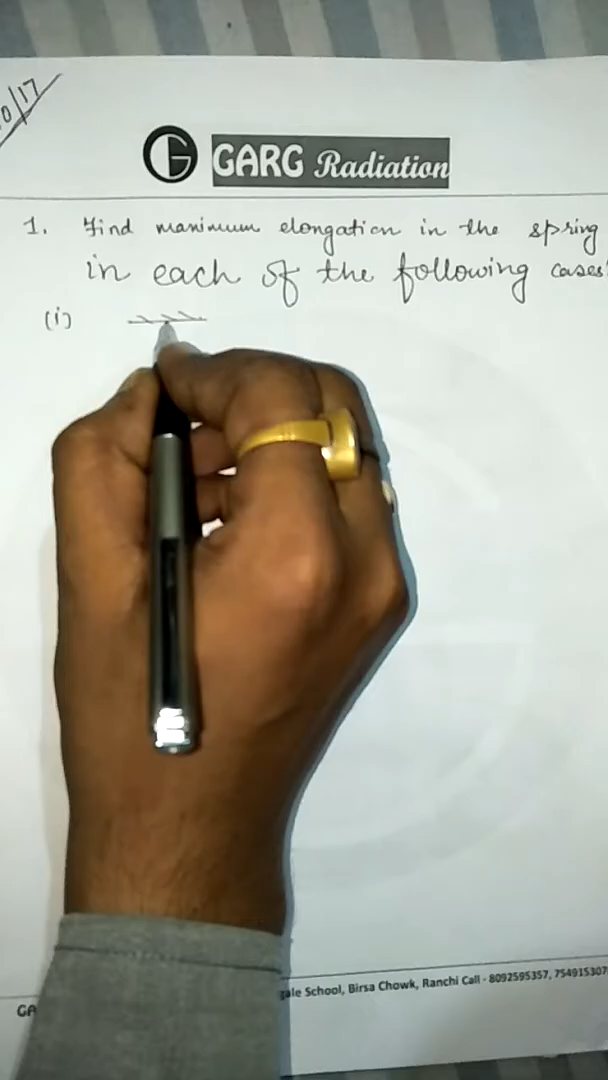 0/17
G GARG Radiation
1. Find maximum elongation in the spring
in each of the following cases:
(i)
gale School, Birsa Chowk, Ranchi Call - 8092595357, 754915307
GA